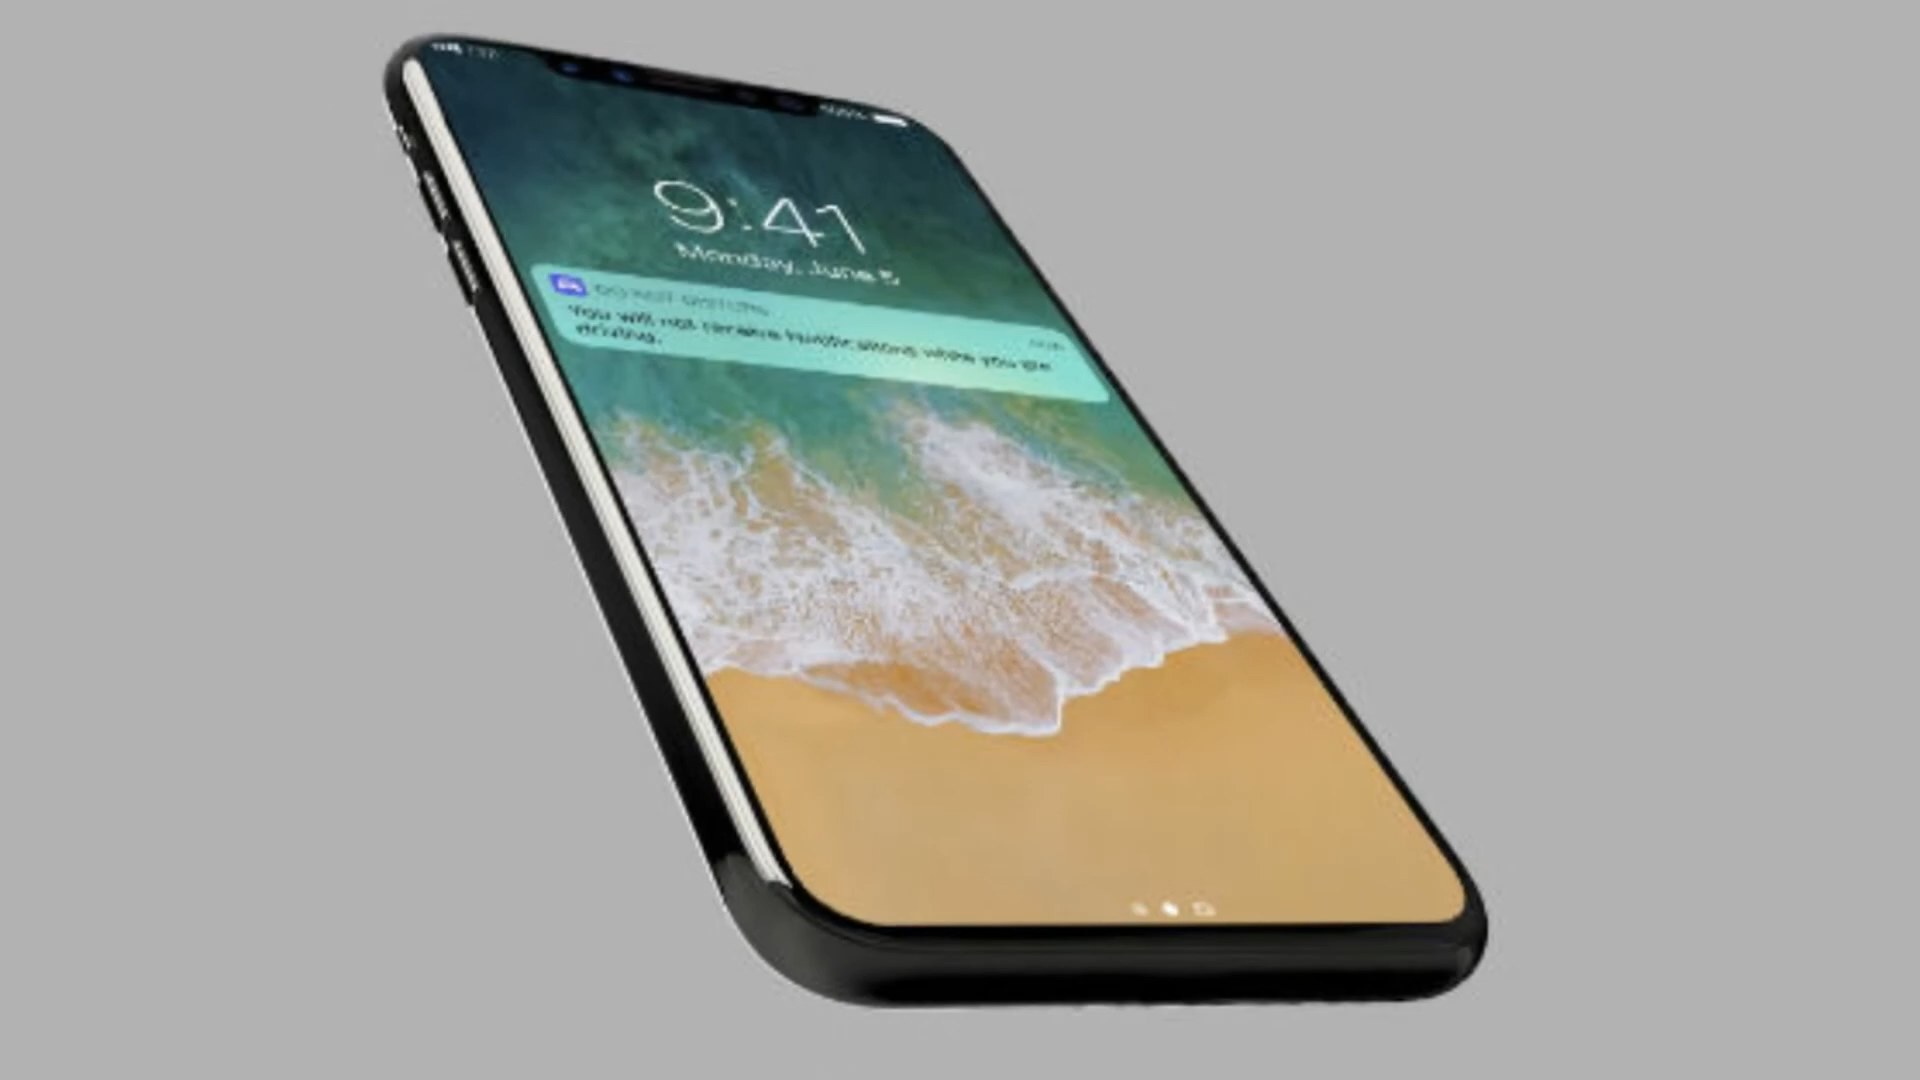 9:41
Monday, June 5
DO NOT DISTURB
You will not receive notifications while you are
driving.